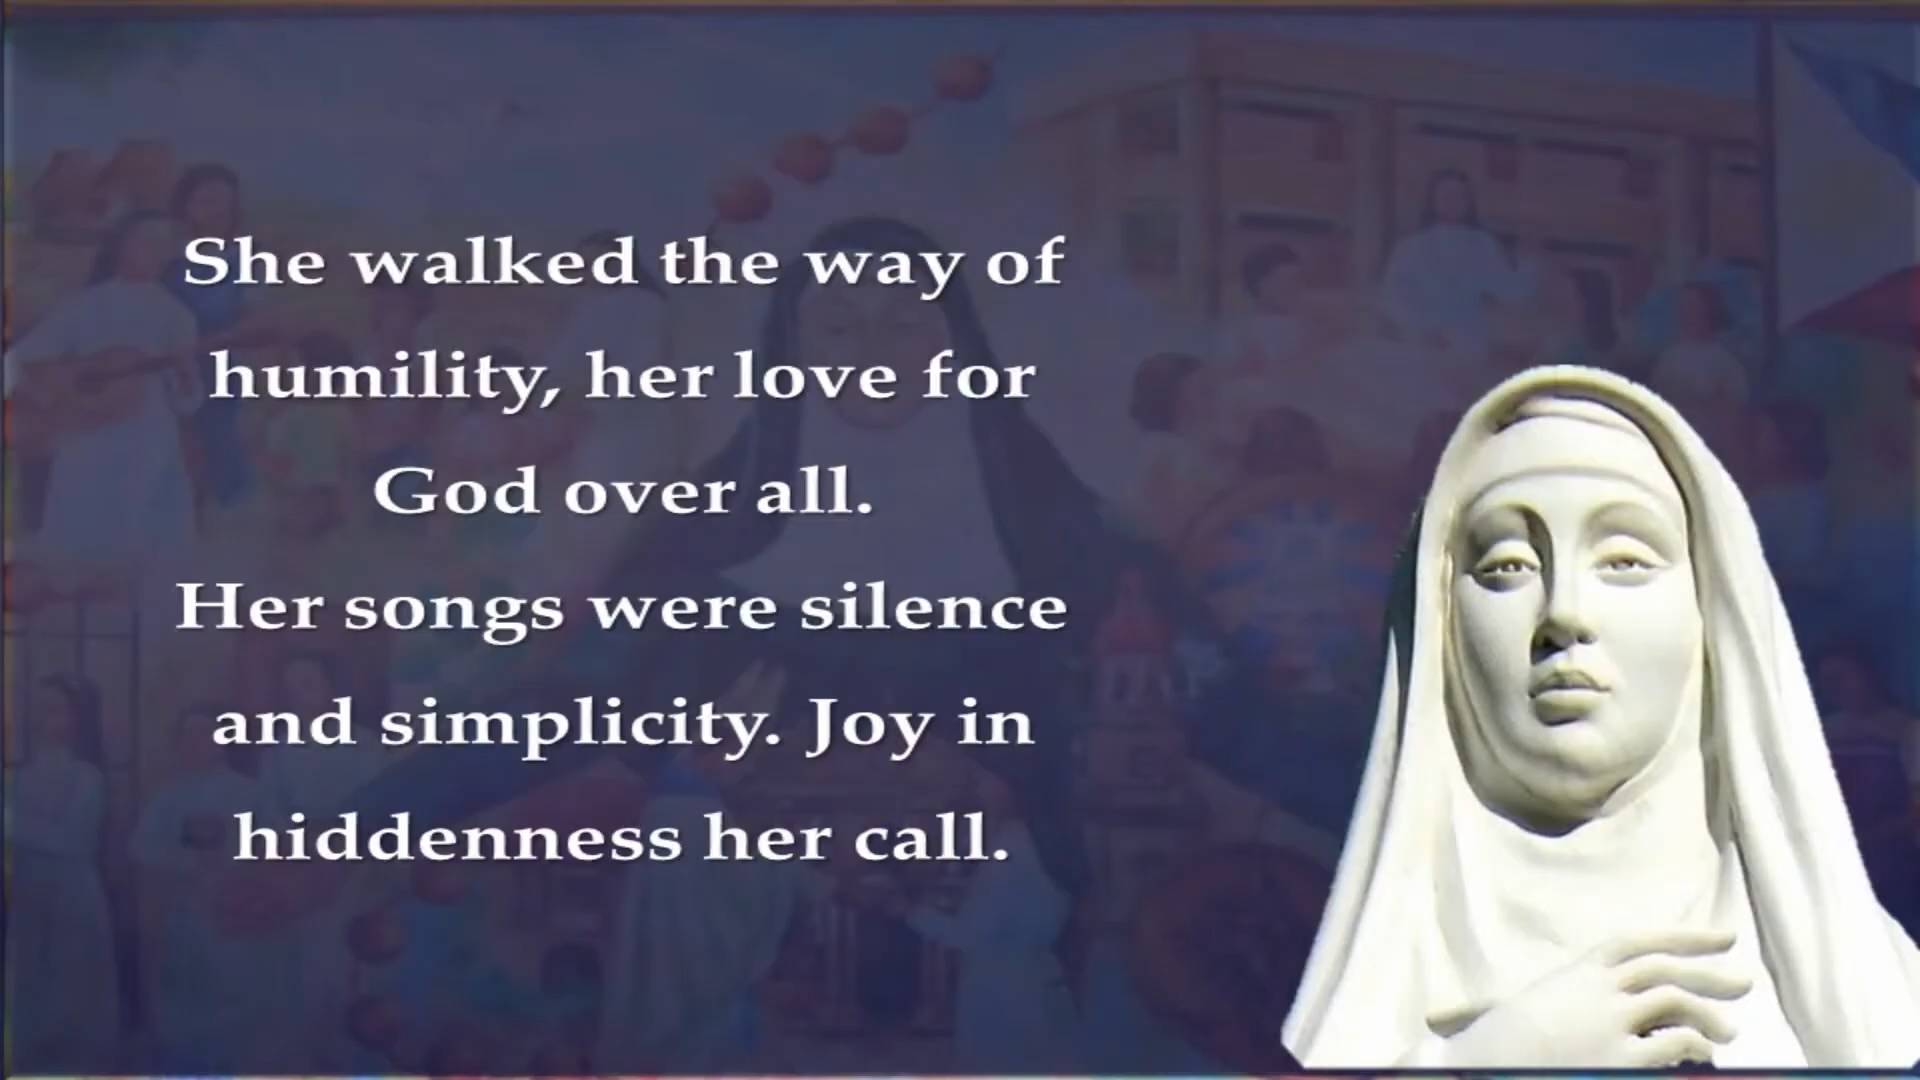 She walked the way of
humility, her love for
God over all.
Her songs were silence
and simplicity. Joy in
hiddenness her call.